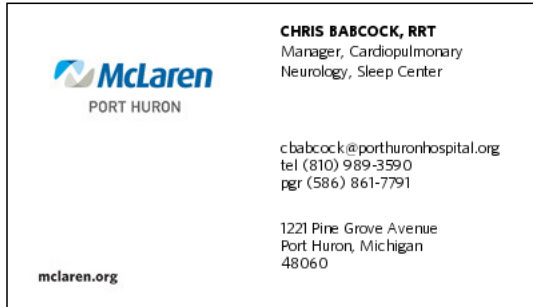 McLaren
PORT HURON
mclaren.org
CHRIS BABCOCK, RRT
Manager, Cardiopulmonary
Neurology, Sleep Center
cbabcock@porthuronhospital.org
tel (810) 989-3590
pgr (586) 861-7791
1221 Pine Grove Avenue
Port Huron, Michigan
48060